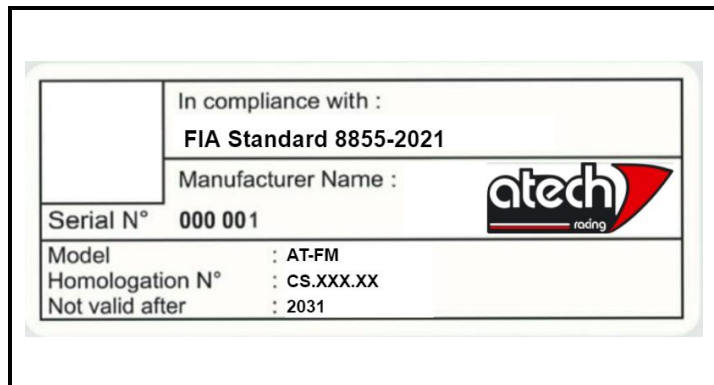 In compliance with :
FIA Standard 8855-2021
Manufacturer Name :
atech
racing
Serial N° 000 001
Model : AT-FM
Homologation N° : CS.XXX.XX
Not valid after : 2031